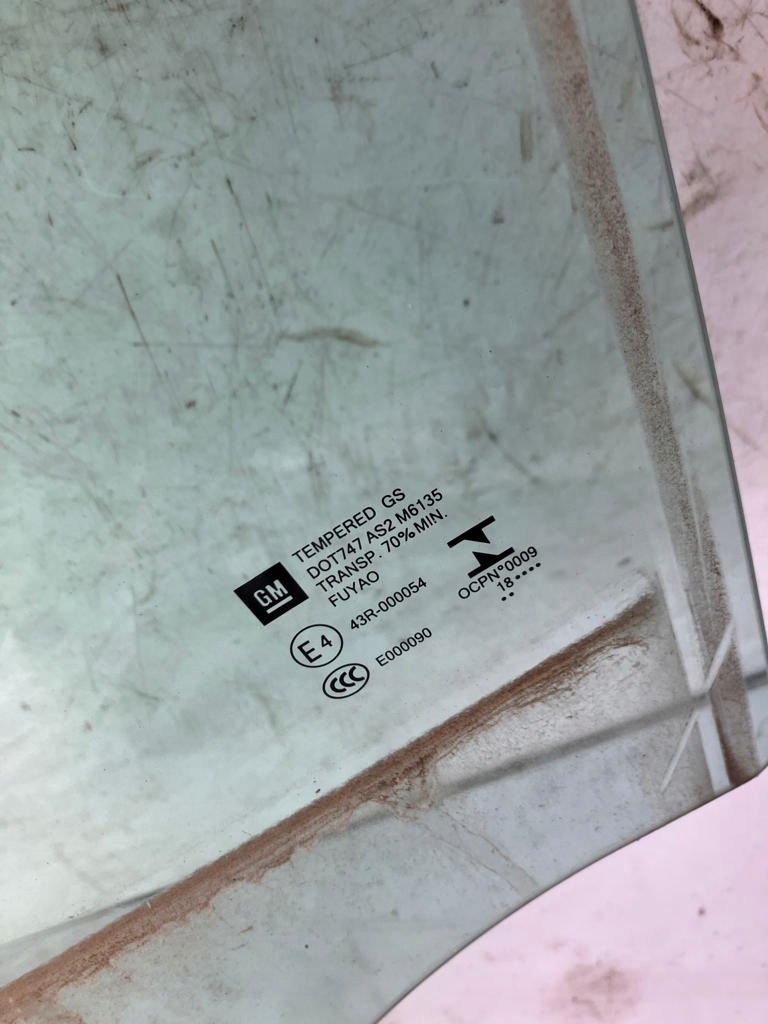 GM
TEMPERED GS
DOT747 AS2 M6135
TRANSP. 70% MIN.
FUYAO
E4
43R-000054
CCC
E000090
OCPN°0009
18